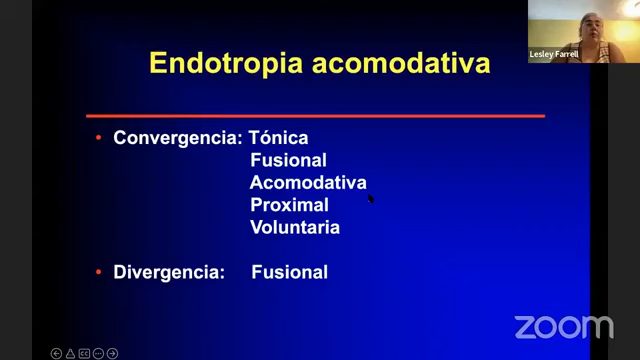 Lesley Farrell
Endotropia acomodativa
• Convergencia: Tónica
Fusional
Acomodativa
Proximal
Voluntaria
• Divergencia: Fusional
zoom